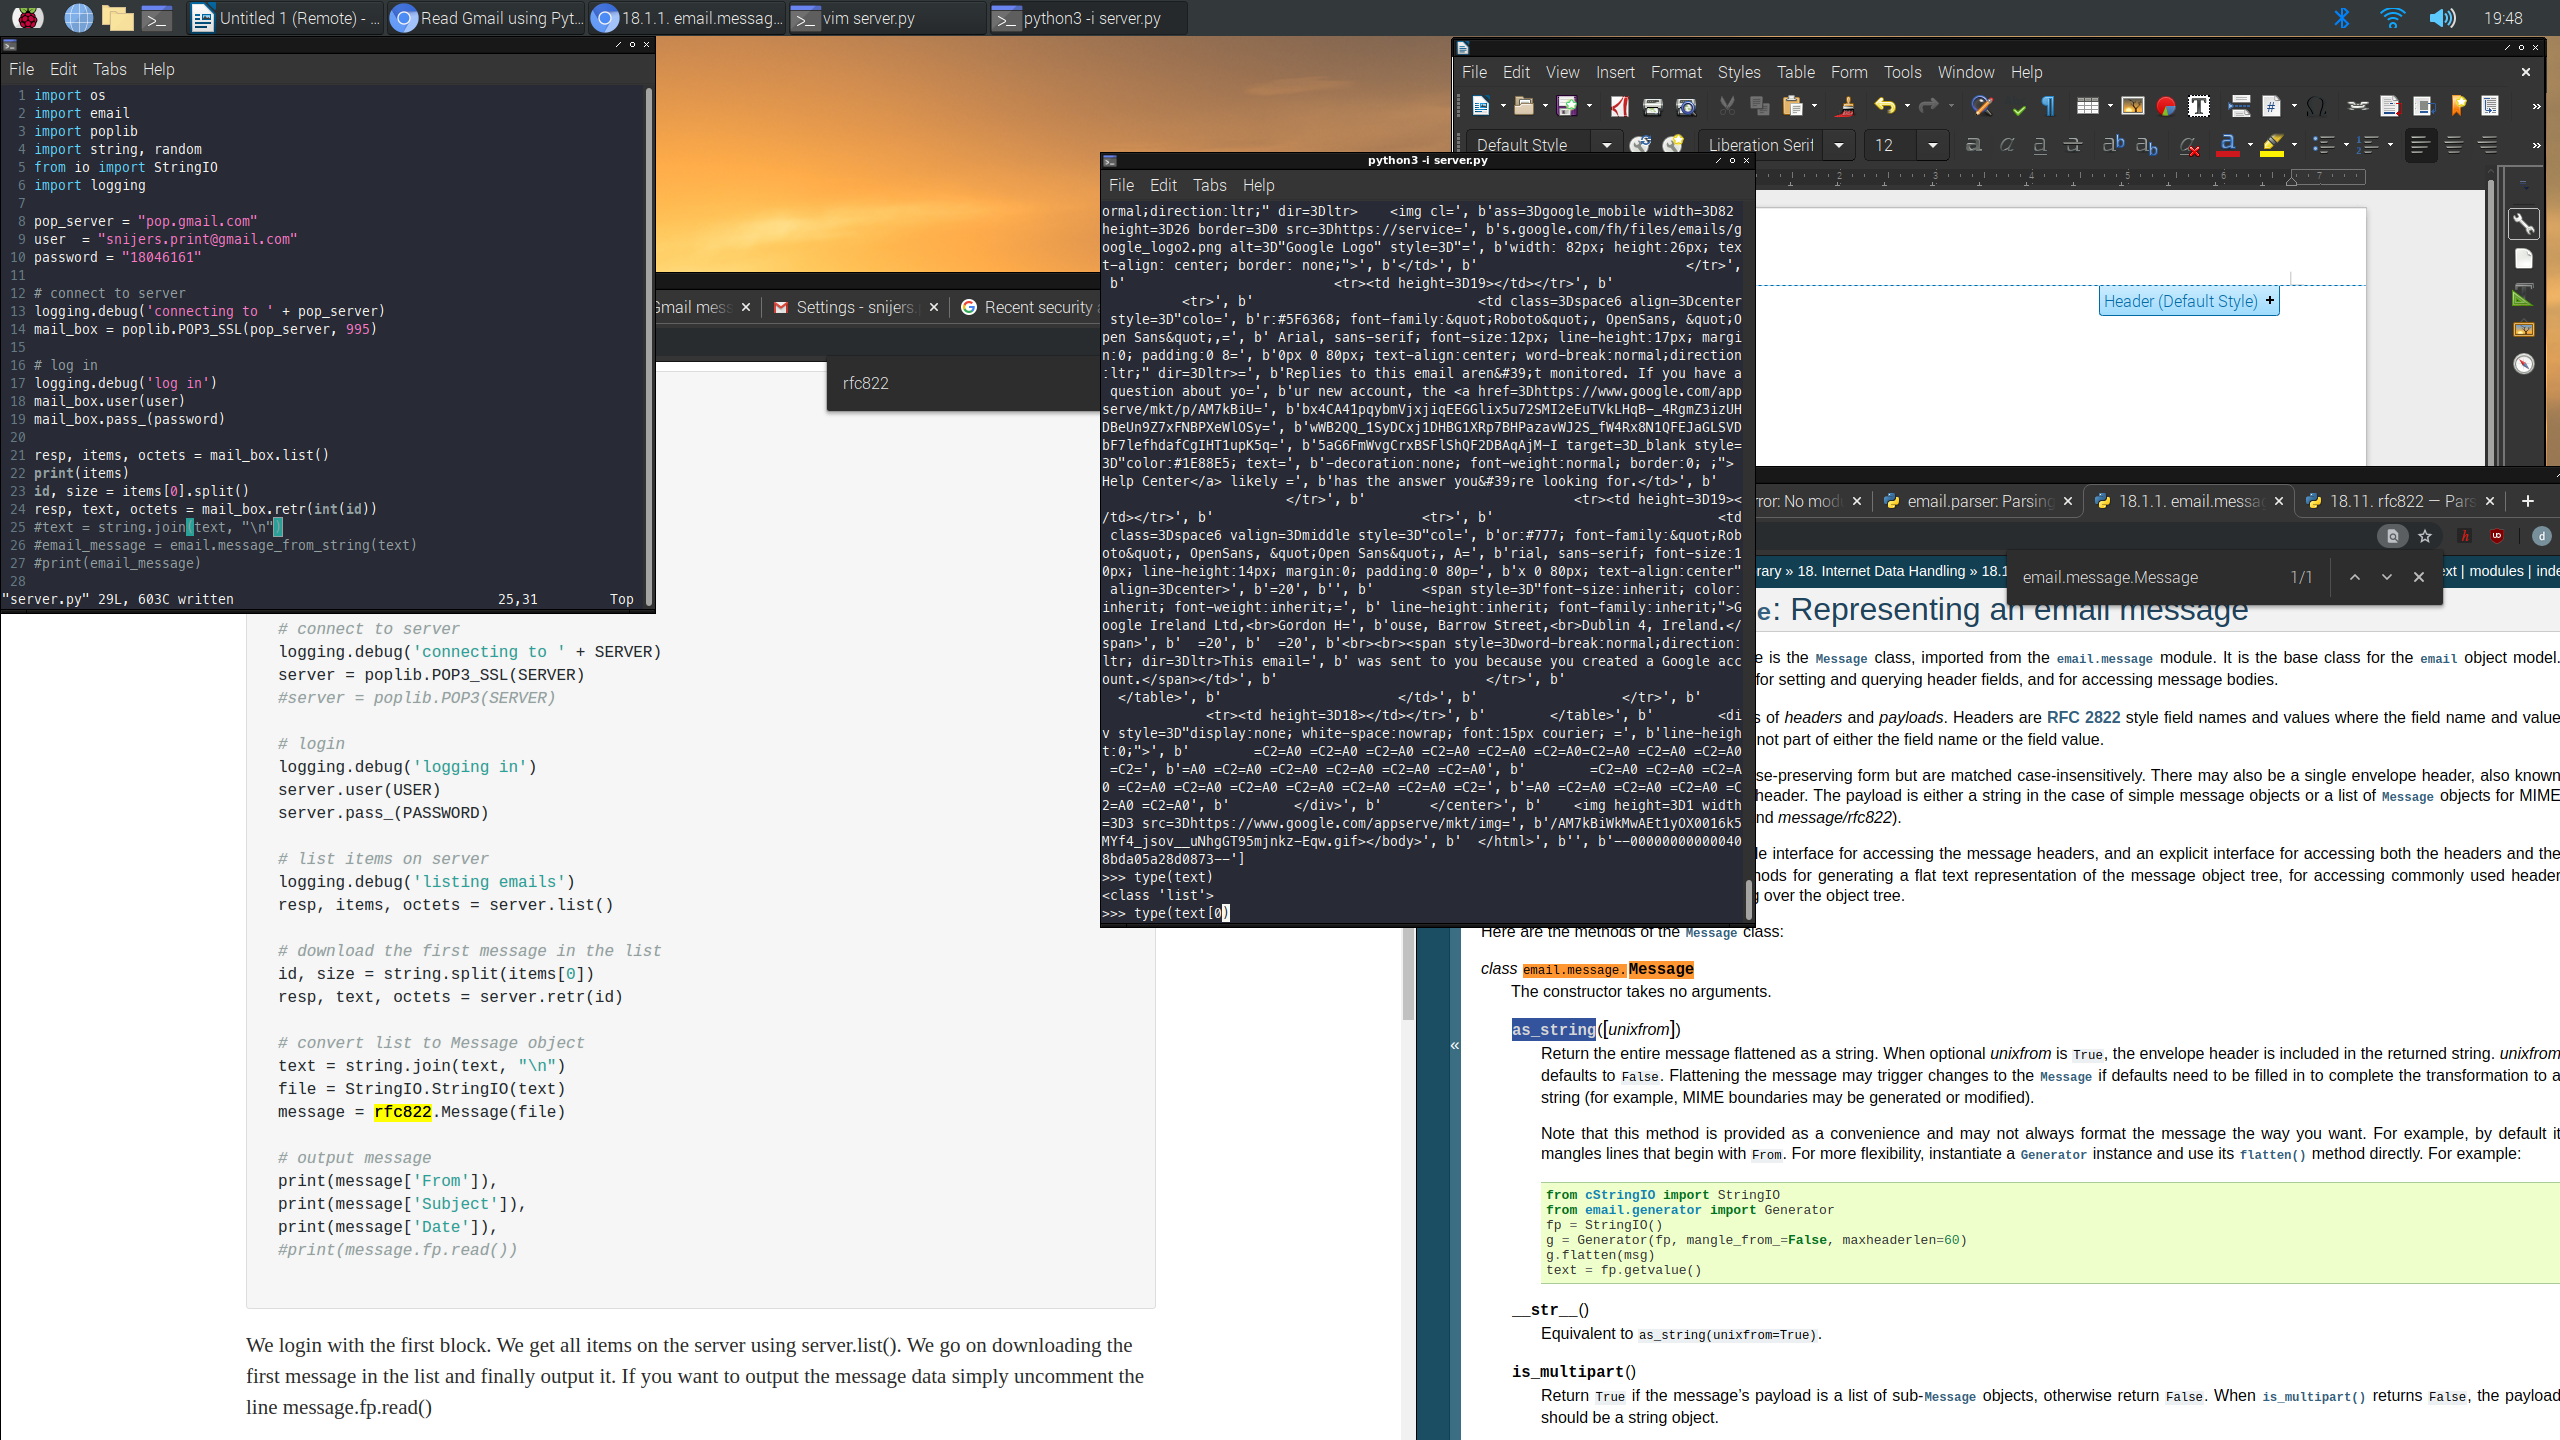 Untitled 1 (Remote) - ...
Read Gmail using Pyt...
18.1.1. email.messag...
vim server.py
python3 -i server.py
19:48
File Edit Tabs Help
1 import os
2 import email
3 import poplib
4 import string, random
5 from io import StringIO
6 import logging
7
8 pop_server = "pop.gmail.com"
9 user  = "snijers.print@gmail.com"
10 password = "18046161"
11
12 # connect to server
13 logging.debug('connecting to ' + pop_server)
14 mail_box = poplib.POP3_SSL(pop_server, 995)
15
16 # log in
17 logging.debug('log in')
18 mail_box.user(user)
19 mail_box.pass_(password)
20
21 resp, items, octets = mail_box.list()
22 print(items)
23 id, size = items[0].split()
24 resp, text, octets = mail_box.retr(int(id))
25 #text = string.join(text, "\n")
26 #email_message = email.message_from_string(text)
27 #print(email_message)
28
"server.py" 29L, 603C written 25,31 Top
Settings - snijers.
Recent security
rfc822
# connect to server
logging.debug('connecting to ' + SERVER)
server = poplib.POP3_SSL(SERVER)
#server = poplib.POP3(SERVER)
# login
logging.debug('logging in')
server.user(USER)
server.pass_(PASSWORD)
# list items on server
logging.debug('listing emails')
resp, items, octets = server.list()
# download the first message in the list
id, size = string.split(items[0])
resp, text, octets = server.retr(id)
# convert list to Message object
text = string.join(text, "\n")
file = StringIO.StringIO(text)
message = rfc822.Message(file)
# output message
print(message['From']),
print(message['Subject']),
print(message['Date']),
#print(message.fp.read())
We login with the first block. We get all items on the server using server.list(). We go on downloading the
first message in the list and finally output it. If you want to output the message data simply uncomment the
line message.fp.read()
python3 -i server.py
File Edit Tabs Help
ormal;direction:ltr;" dir=3Dltr>    <img cl=', b'ass=3Dgoogle_mobile width=3D82
height=3D26 border=3D0 src=3Dhttps://service=', b's.google.com/fh/files/emails/g
oogle_logo2.png alt=3D"Google Logo" style=3D"=', b'width: 82px; height:26px; tex
t-align: center; border: none;">', b'</td>', b' </tr>',
b' <tr><td height=3D19></td></tr>', b'
<tr>', b' <td class=3Dspace6 align=3Dcenter
style=3D"colo=', b'r:#5F6368; font-family:&quot;Roboto&quot;, OpenSans, &quot;O
pen Sans&quot;,=', b' Arial, sans-serif; font-size:12px; line-height:17px; margi
n:0; padding:0 8=', b'0px 0 80px; text-align:center; word-break:normal;direction
:ltr;" dir=3Dltr>=', b'Replies to this email aren&#39;t monitored. If you have a
question about yo=', b'ur new account, the <a href=3Dhttps://www.google.com/app
serve/mkt/p/AM7kBiU=', b'bx4CA41pqybmVjxjiqEEGGlix5u72SMI2eEuTVkLHqB-_4RgmZ3izUH
DBeUn9Z7xFNBPXeWlOSy=', b'wWB2QQ_1SyDCxj1DHBG1XRp7BHPazavWJ2S_fW4Rx8N1QFEJaGLSVD
bF7lefhdafCgIHT1upK5q=', b'5aG6FmWvgCrxBSFlShQF2DBAqAjM-I target=3D_blank style=
3D"color:#1E88E5; text=', b'-decoration:none; font-weight:normal; border:0; ;">
Help Center</a> likely =', b'has the answer you&#39;re looking for.</td>', b'
</tr>', b' <tr><td height=3D19><
/td></tr>', b' <tr>', b' <td
class=3Dspace6 valign=3Dmiddle style=3D"col=', b'or:#777; font-family:&quot;Rob
oto&quot;, OpenSans, &quot;Open Sans&quot;, A=', b'rial, sans-serif; font-size:1
0px; line-height:14px; margin:0; padding:0 80p=', b'x 0 80px; text-align:center"
align=3Dcenter>', b'=20', b'', b' <span style=3D"font-size:inherit; color:
inherit; font-weight:inherit;=', b' line-height:inherit; font-family:inherit;">G
oogle Ireland Ltd,<br>Gordon H=', b'ouse, Barrow Street,<br>Dublin 4, Ireland.</
span>', b'  =20', b'  =20', b'<br><br><span style=3Dword-break:normal;direction:
ltr; dir=3Dltr>This email=', b' was sent to you because you created a Google acc
ount.</span></td>', b' </tr>', b'
</table>', b' </td>', b' </tr>', b'
<tr><td height=3D18></td></tr>', b' </table>', b' <di
v style=3D"display:none; white-space:nowrap; font:15px courier; =', b'line-heigh
t:0;">', b' =C2=A0 =C2=A0 =C2=A0 =C2=A0 =C2=A0 =C2=A0=C2=A0 =C2=A0 =C2=A0
=C2=', b'=A0 =C2=A0 =C2=A0 =C2=A0 =C2=A0 =C2=A0', b' =C2=A0 =C2=A0 =C2=A
0 =C2=A0 =C2=A0 =C2=A0 =C2=A0 =C2=A0 =C2=A0 =C2=', b'=A0 =C2=A0 =C2=A0 =C2=A0 =C
2=A0 =C2=A0', b' </div>', b' </center>', b' <img height=3D1 width
=3D3 src=3Dhttps://www.google.com/appserve/mkt/img=', b'/AM7kBiWkMwAEt1yOX0016k5
MYf4_jsov__uNhgGT95mjnkz-Eqw.gif></body>', b'  </html>', b'', b'--00000000000040
8bda05a28d0873--']
>>> type(text)
<class 'list'>
>>> type(text[0)
File Edit View Insert Format Styles Table Form Tools Window Help
Default Style Liberation Serif 12
2 3 4 5 6 7
Header (Default Style) +
email.parser: Parsing
18.1.1. email.messa
18.11. rfc822 — Pars
18. Internet Data Handling » 18.1
email.message.Message 1/1
| modules | inde
e: Representing an email message
e is the Message class, imported from the email.message module. It is the base class for the email object model.
for setting and querying header fields, and for accessing message bodies.
s of headers and payloads. Headers are RFC 2822 style field names and values where the field name and value
not part of either the field name or the field value.
se-preserving form but are matched case-insensitively. There may also be a single envelope header, also known
header. The payload is either a string in the case of simple message objects or a list of Message objects for MIME
nd message/rfc822).
le interface for accessing the message headers, and an explicit interface for accessing both the headers and the
hods for generating a flat text representation of the message object tree, for accessing commonly used header
g over the object tree.
Here are the methods of the Message class:
class email.message.Message
The constructor takes no arguments.
as_string([unixfrom])
Return the entire message flattened as a string. When optional unixfrom is True, the envelope header is included in the returned string. unixfrom
defaults to False. Flattening the message may trigger changes to the Message if defaults need to be filled in to complete the transformation to a
string (for example, MIME boundaries may be generated or modified).
Note that this method is provided as a convenience and may not always format the message the way you want. For example, by default it
mangles lines that begin with From. For more flexibility, instantiate a Generator instance and use its flatten() method directly. For example:
from cStringIO import StringIO
from email.generator import Generator
fp = StringIO()
g = Generator(fp, mangle_from_=False, maxheaderlen=60)
g.flatten(msg)
text = fp.getvalue()
__str__()
Equivalent to as_string(unixfrom=True).
is_multipart()
Return True if the message’s payload is a list of sub-Message objects, otherwise return False. When is_multipart() returns False, the payload
should be a string object.